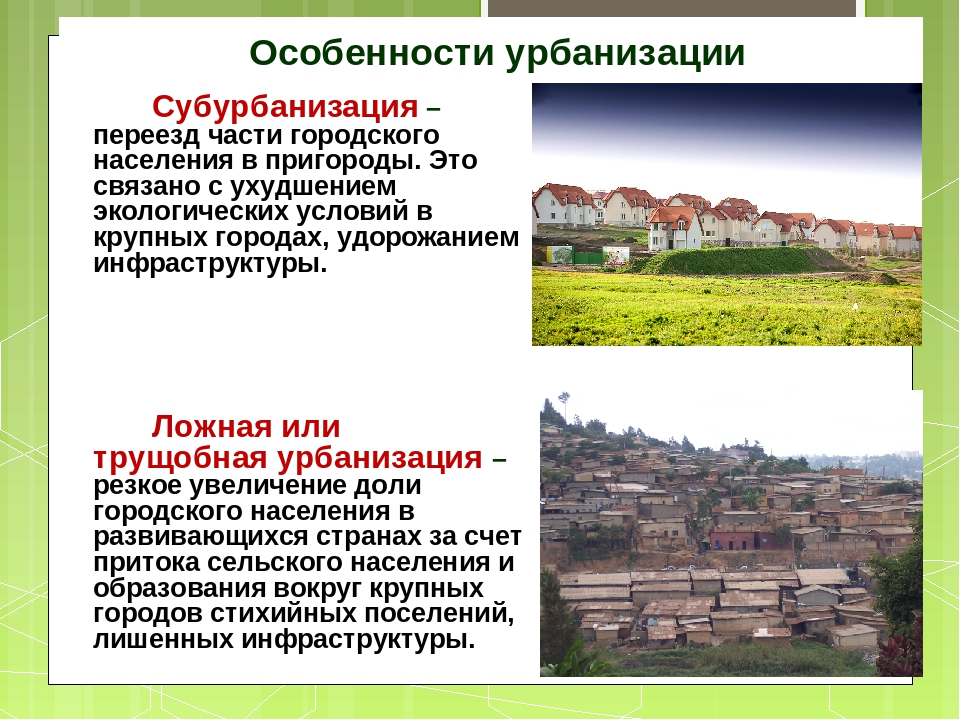 Особенности урбанизации
Субурбанизация –
переезд части городского
населения в пригороды. Это
связано с ухудшением
экологических условий в
крупных городах, удорожанием
инфраструктуры.
Ложная или
трущобная урбанизация –
резкое увеличение доли
городского населения в
развивающихся странах за счет
притока сельского населения и
образования вокруг крупных
городов стихийных поселений,
лишенных инфраструктуры.